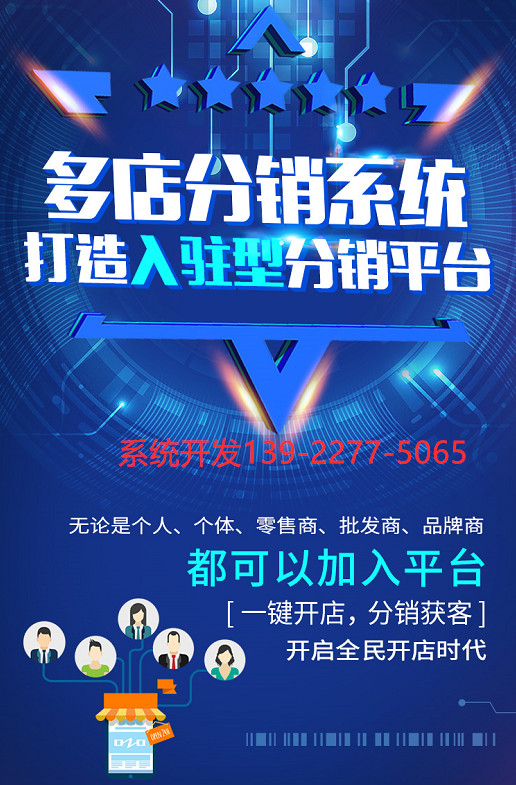 多店分销系统
打造入驻型分销平台
系统开发139-2277-5065
无论是个人、个体、零售商、批发商、品牌商
都可以加入平台
[ 一键开店，分销获客 ]
开启全民开店时代